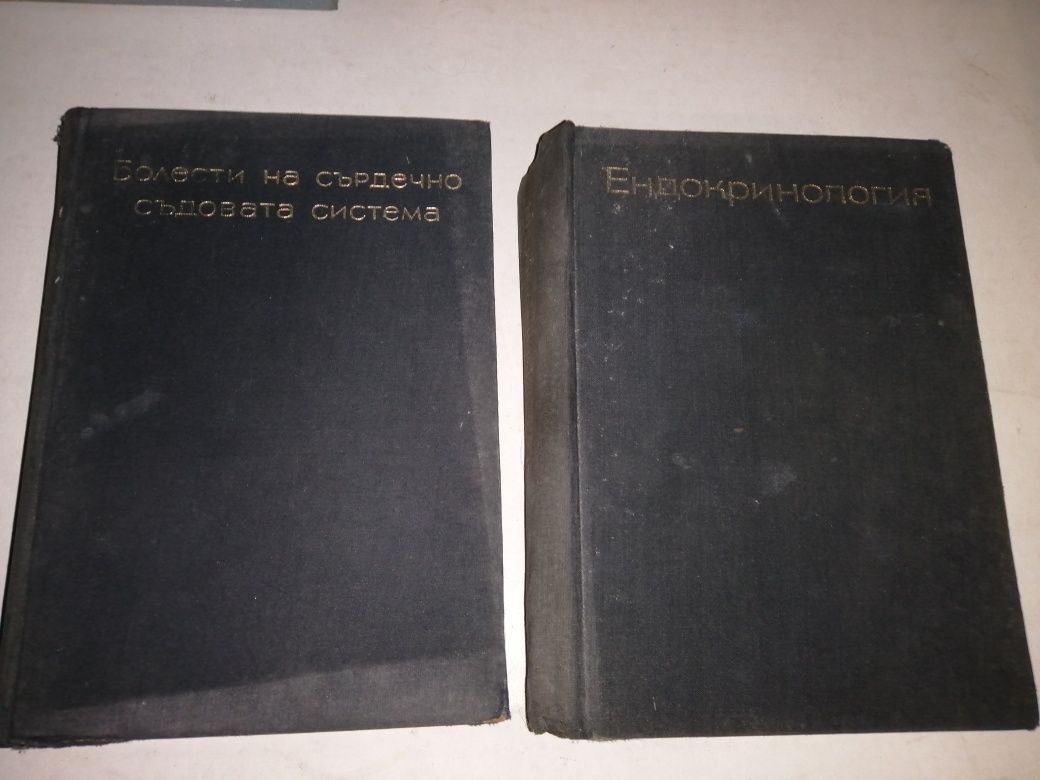 Болести на сърдечно
съдовата система
Ендокринология